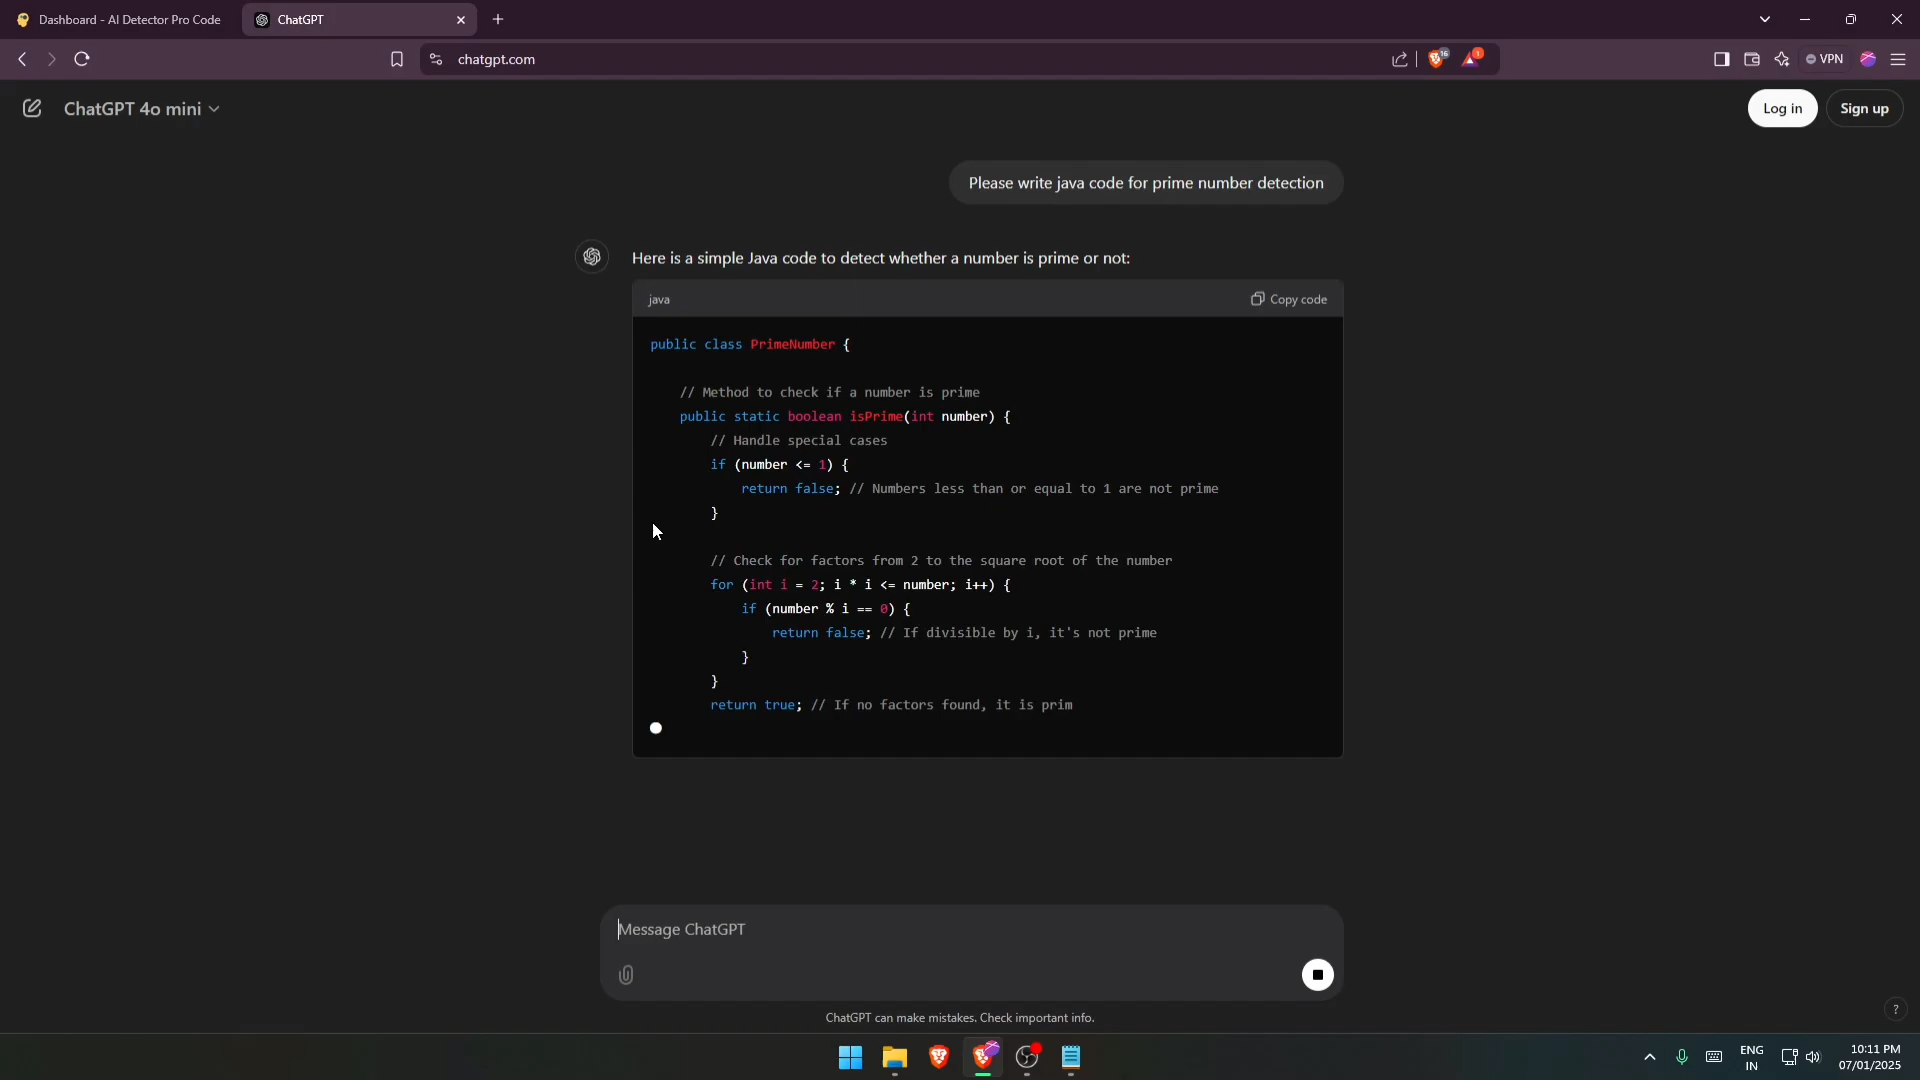 Dashboard - AI Detector Pro Code
ChatGPT
chatgpt.com
16
1
VPN
ChatGPT 4o mini
Log in
Sign up
Please write java code for prime number detection
Here is a simple Java code to detect whether a number is prime or not:
java
Copy code
public class PrimeNumber {
// Method to check if a number is prime
public static boolean isPrime(int number) {
// Handle special cases
if (number <= 1) {
return false; // Numbers less than or equal to 1 are not prime
}
// Check for factors from 2 to the square root of the number
for (int i = 2; i * i <= number; i++) {
if (number % i == 0) {
return false; // If divisible by i, it's not prime
}
}
return true; // If no factors found, it is prim
Message ChatGPT
ChatGPT can make mistakes. Check important info.
?
ENG
IN
10:11 PM
07/01/2025